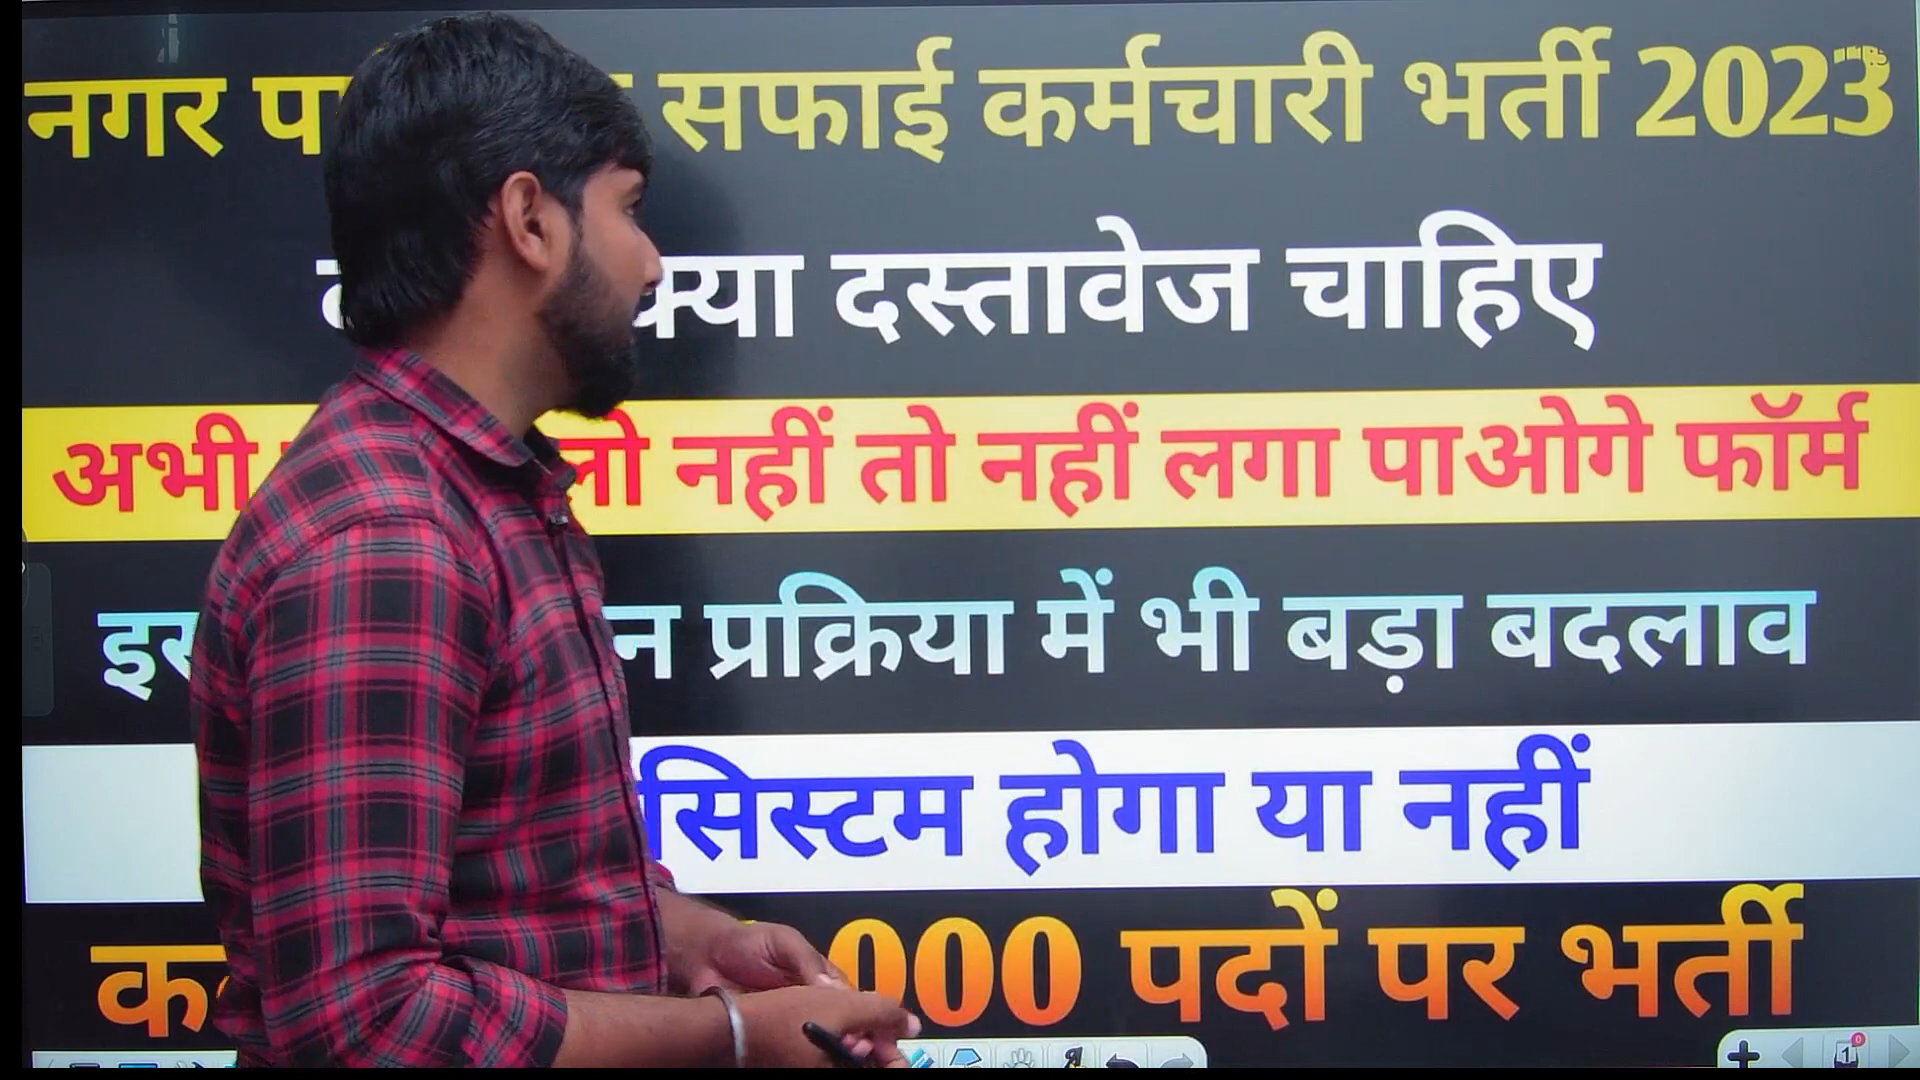 नगर सफाई कर्मचारी भर्ती 2023
क्या दस्तावेज चाहिए
अभी लो नहीं तो नहीं लगा पाओगे फॉर्म
प्रक्रिया में भी बड़ा बदलाव
सिस्टम होगा या नहीं
000 पदों पर भर्ती